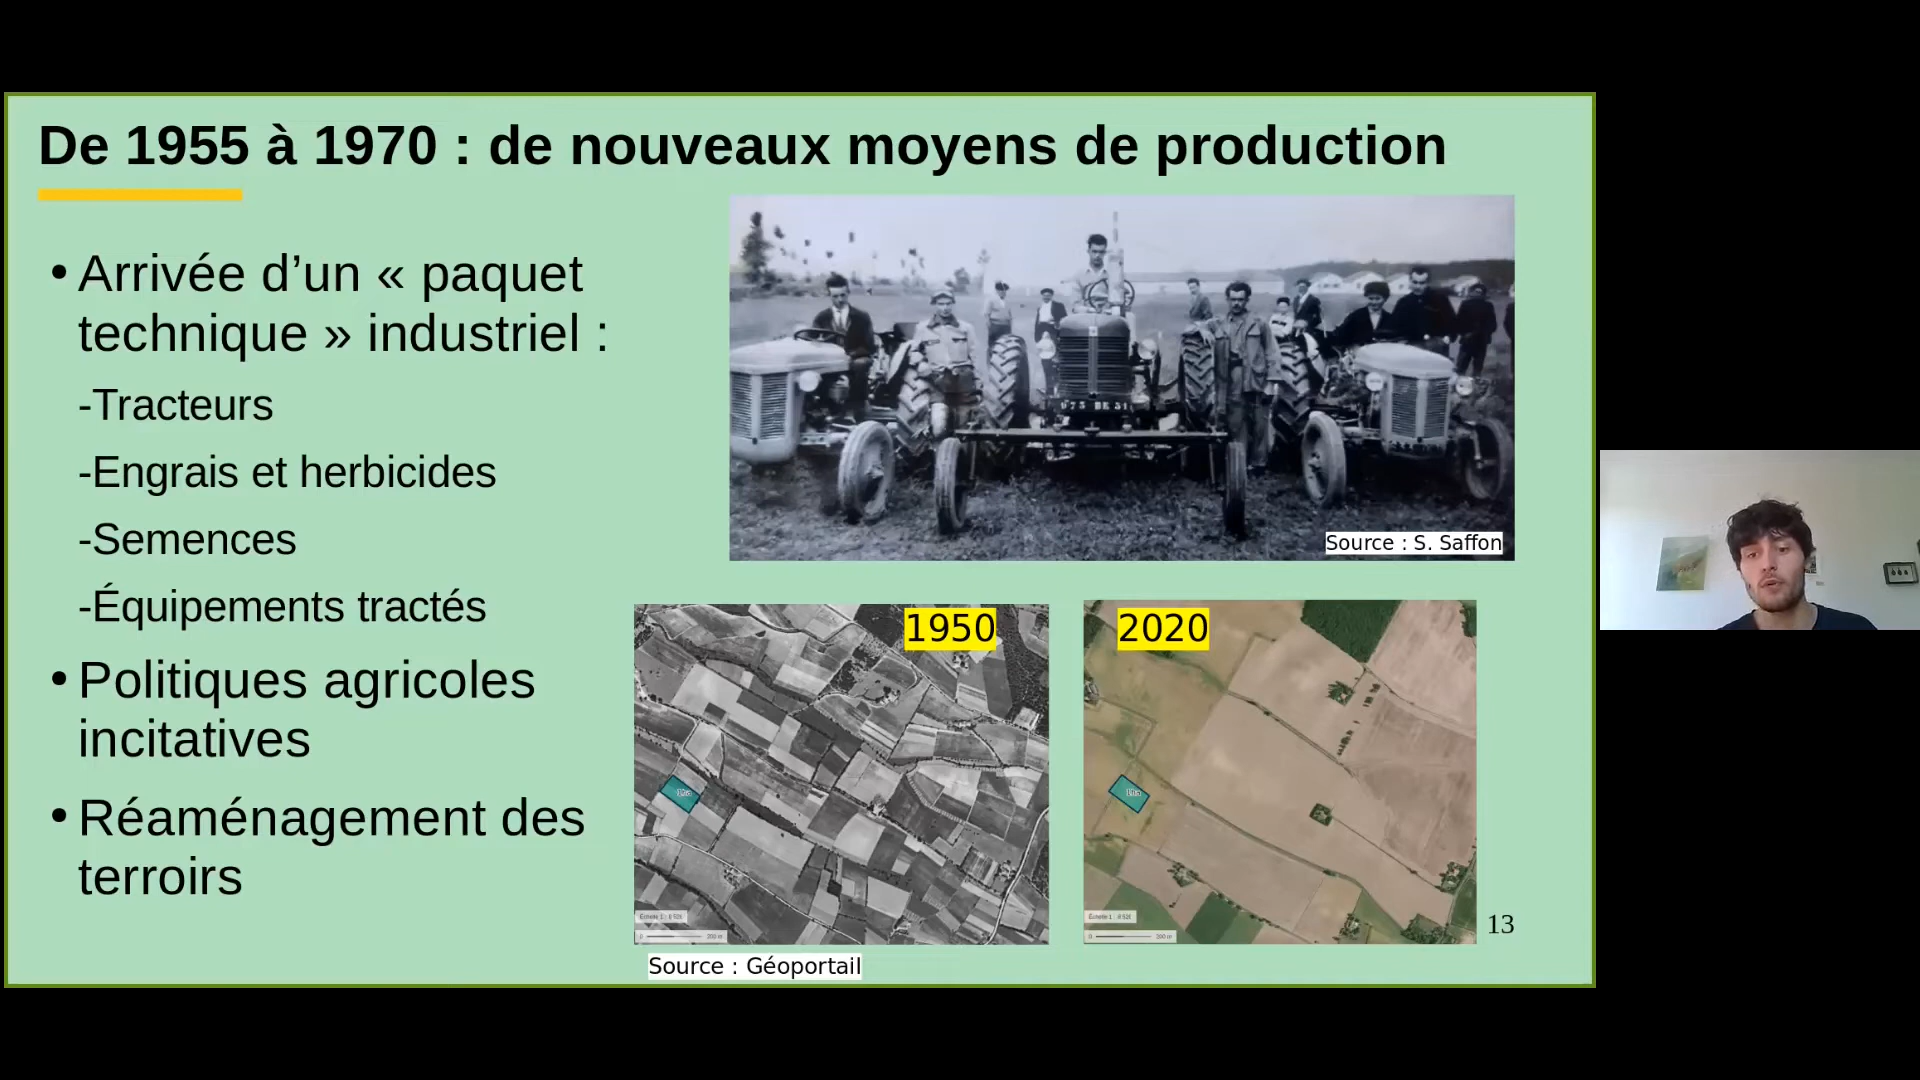 De 1955 à 1970 : de nouveaux moyens de production
• Arrivée d’un « paquet
technique » industriel :
-Tracteurs
-Engrais et herbicides
-Semences
-Équipements tractés
• Politiques agricoles
incitatives
• Réaménagement des
terroirs
Source : S. Saffon
1950
2020
13
Source : Géoportail